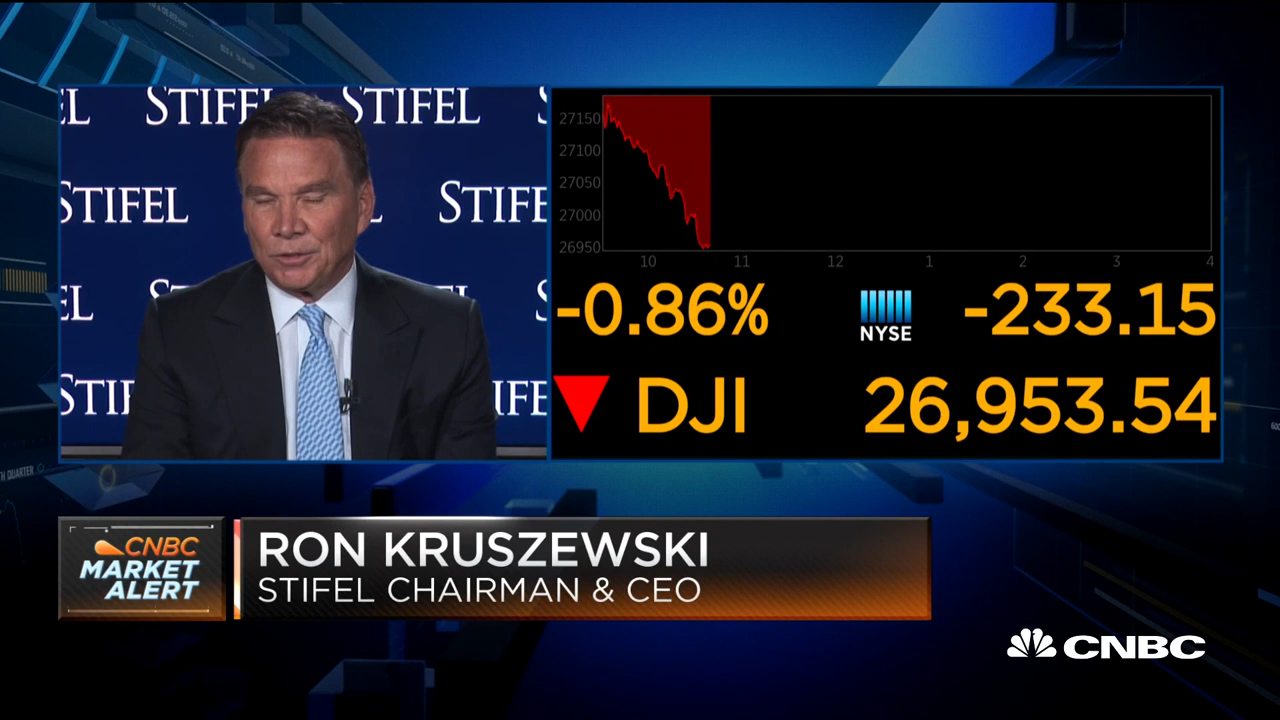 STIFEL STIFEL
STIFEL STIFE
STIFEL
27150
27100
27050
27000
26950
10 11 12 1 2 3 4
-0.86% NYSE -233.15
DJI 26,953.54
CNBC
MARKET
ALERT
RON KRUSZEWSKI
STIFEL CHAIRMAN & CEO
CNBC